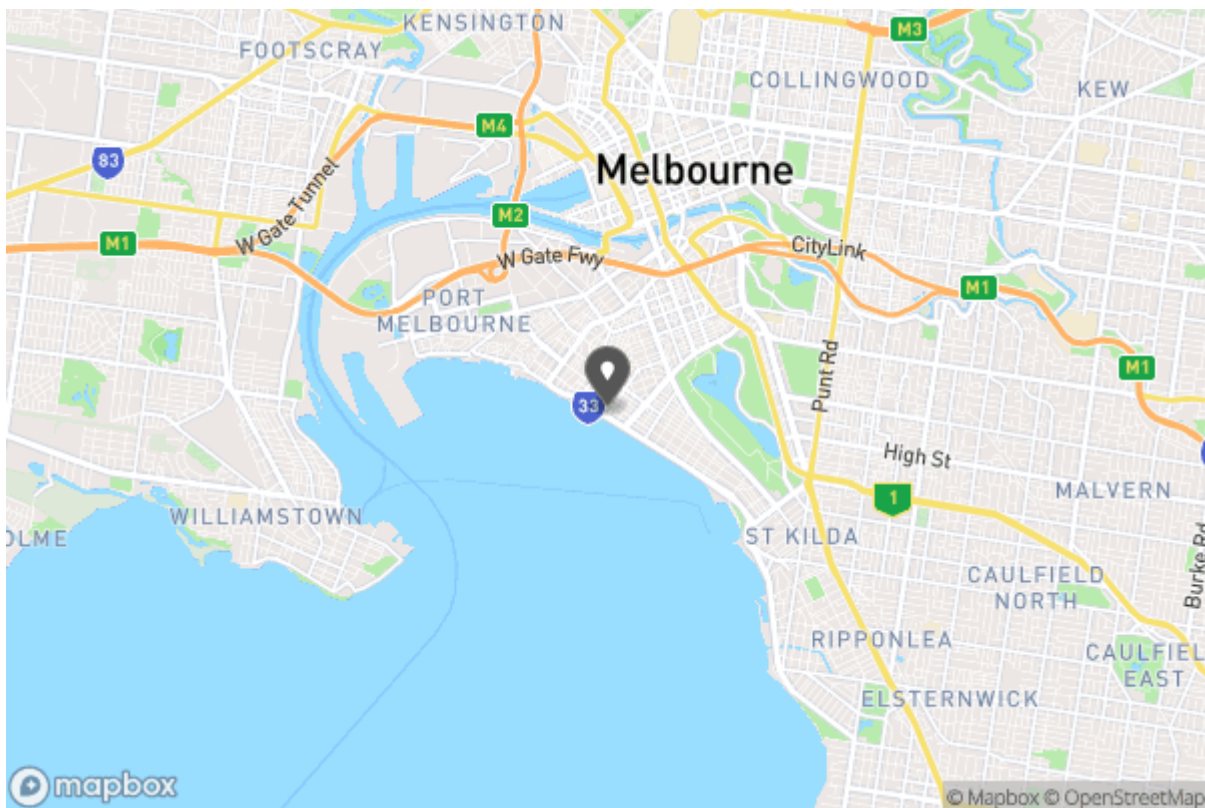 KENSINGTON
M3
FOOTSCRAY
COLLINGWOOD
KEW
M4
83
Melbourne
W Gate Tunnel
M2
M1
W Gate Fwy
CityLink
M1
PORT
MELBOURNE
Punt Rd
M1
33
High St
MALVERN
1
WILLIAMSTOWN
OLME
ST KILDA
CAULFIELD
NORTH
Burke Rd
RIPPONLEA
CAULFIEL
EAST
ELSTERNWICK
mapbox
© Mapbox © OpenStreetMap